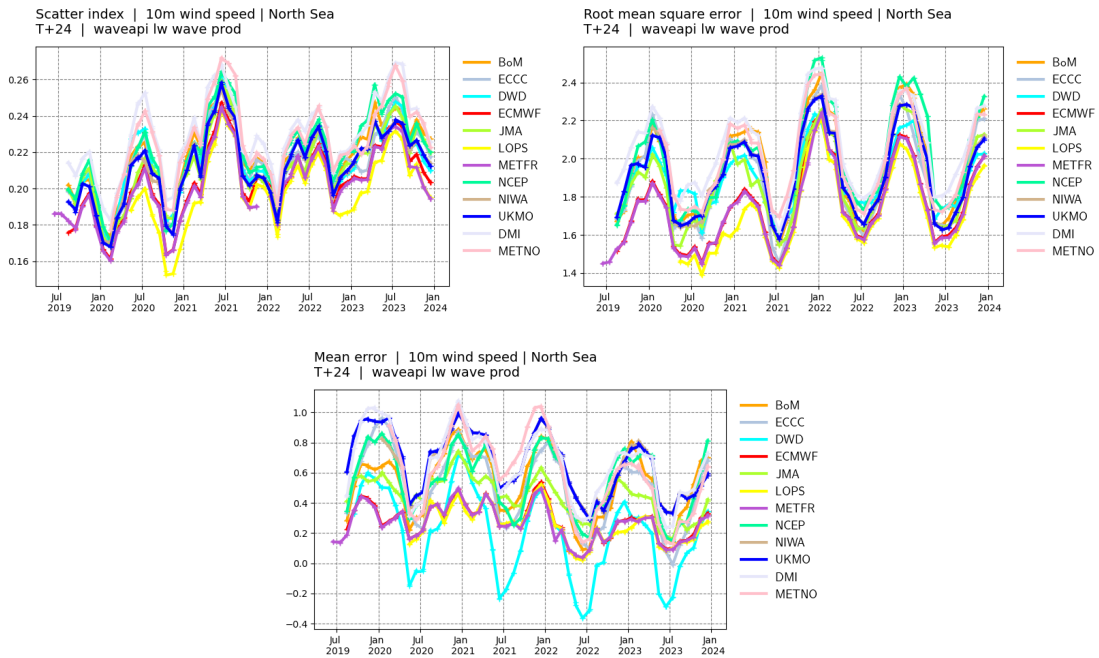 Scatter index | 10m wind speed | North Sea
T+24 | waveapi lw wave prod
0.26
0.24
0.22
0.20
0.18
0.16
Jul 2019
Jan 2020
Jul 2020
Jan 2021
Jul 2021
Jan 2022
Jul 2022
Jan 2023
Jul 2023
Jan 2024
BoM
ECCC
DWD
ECMWF
JMA
LOPS
METFR
NCEP
NIWA
UKMO
DMI
METNO
Root mean square error | 10m wind speed | North Sea
T+24 | waveapi lw wave prod
2.4
2.2
2.0
1.8
1.6
1.4
Jul 2019
Jan 2020
Jul 2020
Jan 2021
Jul 2021
Jan 2022
Jul 2022
Jan 2023
Jul 2023
Jan 2024
BoM
ECCC
DWD
ECMWF
JMA
LOPS
METFR
NCEP
NIWA
UKMO
DMI
METNO
Mean error | 10m wind speed | North Sea
T+24 | waveapi lw wave prod
1.0
0.8
0.6
0.4
0.2
0.0
−0.2
−0.4
Jul 2019
Jan 2020
Jul 2020
Jan 2021
Jul 2021
Jan 2022
Jul 2022
Jan 2023
Jul 2023
Jan 2024
BoM
ECCC
DWD
ECMWF
JMA
LOPS
METFR
NCEP
NIWA
UKMO
DMI
METNO